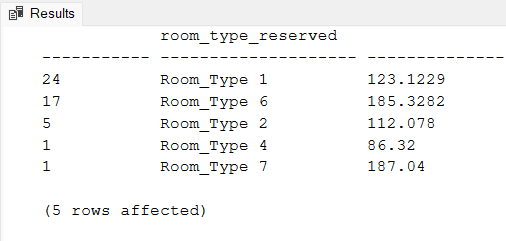 Results
room_type_reserved
----------- ------------------- --------------
24 Room_Type 1 123.1229
17 Room_Type 6 185.3282
5 Room_Type 2 112.078
1 Room_Type 4 86.32
1 Room_Type 7 187.04
(5 rows affected)